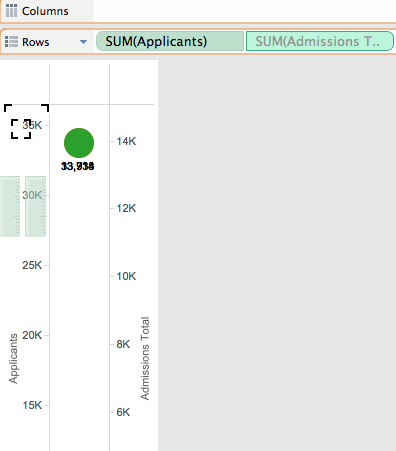 Columns
Rows
SUM(Applicants)
SUM(Admissions T..
35K
30K
25K
20K
15K
Applicants
14K
12K
10K
8K
6K
Admissions Total